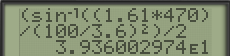 (sin⁻¹((1.61*470)
/(100/3.6)²)/2
3.936002974ᴇ1